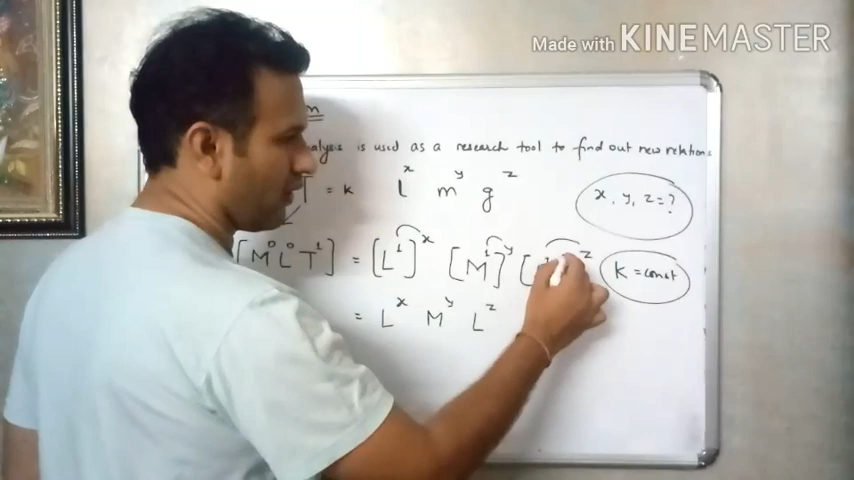 Made with KINEMASTER
is used as a research tool to find out new relations
T = k l^x m^y g^z
x, y, z = ?
[M^0 L^0 T^1] = [L^1]^x [M^1]^y [
z
K = const
= L^x M^y L^z